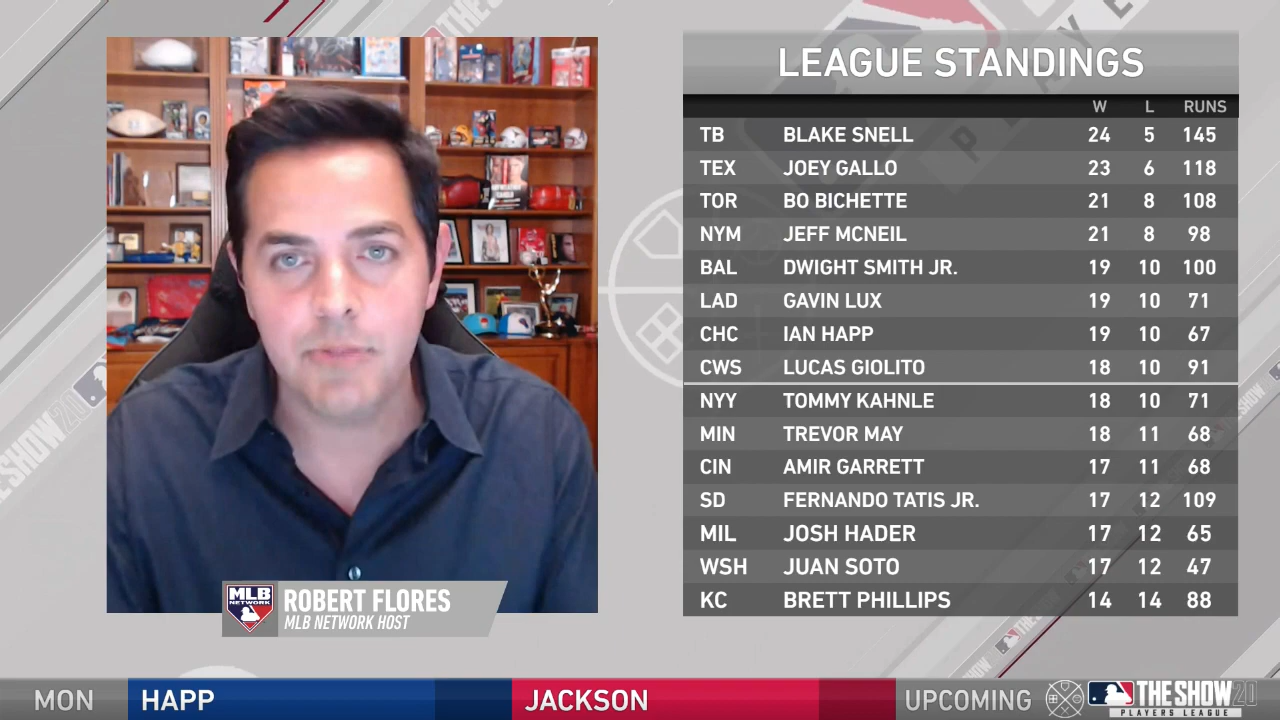 LEAGUE STANDINGS
W L RUNS
TB BLAKE SNELL 24 5 145
TEX JOEY GALLO 23 6 118
TOR BO BICHETTE 21 8 108
NYM JEFF MCNEIL 21 8 98
BAL DWIGHT SMITH JR. 19 10 100
LAD GAVIN LUX 19 10 71
CHC IAN HAPP 19 10 67
CWS LUCAS GIOLITO 18 10 91
NYY TOMMY KAHNLE 18 10 71
MIN TREVOR MAY 18 11 68
CIN AMIR GARRETT 17 11 68
SD FERNANDO TATIS JR. 17 12 109
MIL JOSH HADER 17 12 65
WSH JUAN SOTO 17 12 47
KC BRETT PHILLIPS 14 14 88
MLB NETWORK
ROBERT FLORES
MLB NETWORK HOST
MON HAPP JACKSON UPCOMING THE SHOW 20
PLAYERS LEAGUE